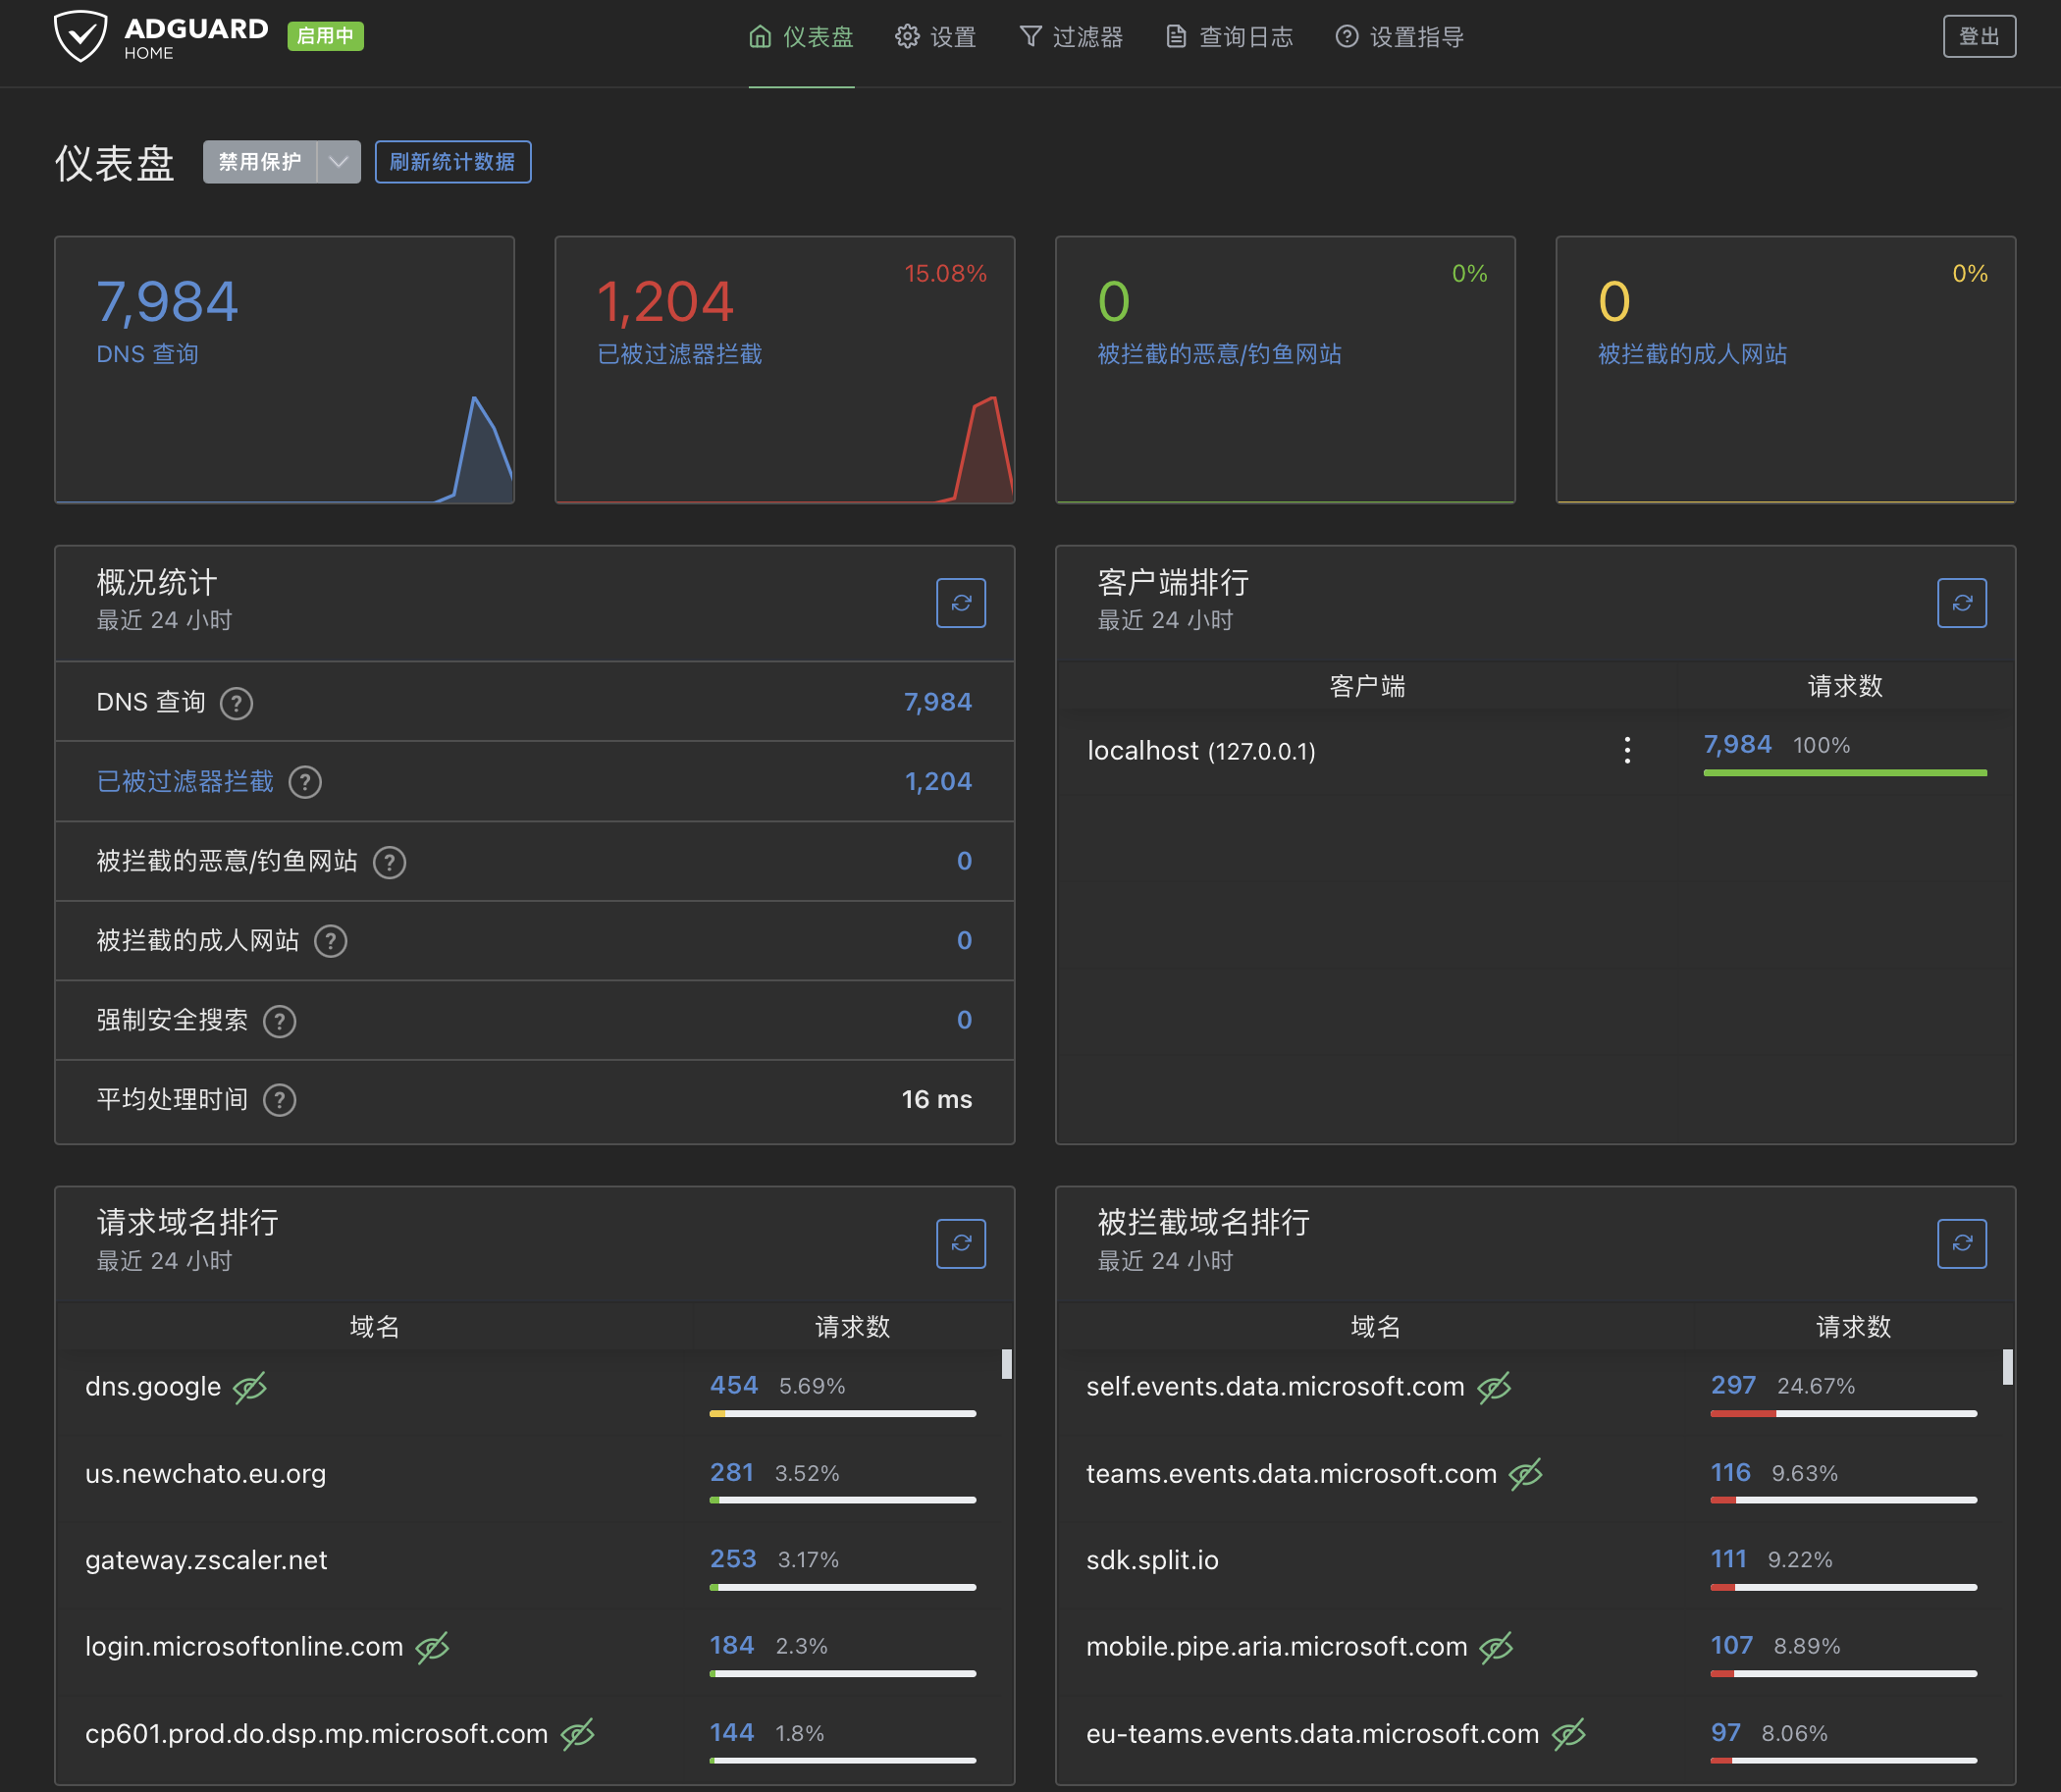 ADGUARD
HOME
启用中
仪表盘
设置
过滤器
查询日志
设置指导
登出
仪表盘
禁用保护
刷新统计数据
7,984
DNS 查询
1,204
15.08%
已被过滤器拦截
0
0%
被拦截的恶意/钓鱼网站
0
0%
被拦截的成人网站
概况统计
最近 24 小时
DNS 查询 ?
7,984
已被过滤器拦截 ?
1,204
被拦截的恶意/钓鱼网站 ?
0
被拦截的成人网站 ?
0
强制安全搜索 ?
0
平均处理时间 ?
16 ms
客户端排行
最近 24 小时
客户端
请求数
localhost (127.0.0.1)
7,984 100%
请求域名排行
最近 24 小时
域名
请求数
dns.google
454 5.69%
us.newchato.eu.org
281 3.52%
gateway.zscaler.net
253 3.17%
login.microsoftonline.com
184 2.3%
cp601.prod.do.dsp.mp.microsoft.com
144 1.8%
被拦截域名排行
最近 24 小时
域名
请求数
self.events.data.microsoft.com
297 24.67%
teams.events.data.microsoft.com
116 9.63%
sdk.split.io
111 9.22%
mobile.pipe.aria.microsoft.com
107 8.89%
eu-teams.events.data.microsoft.com
97 8.06%